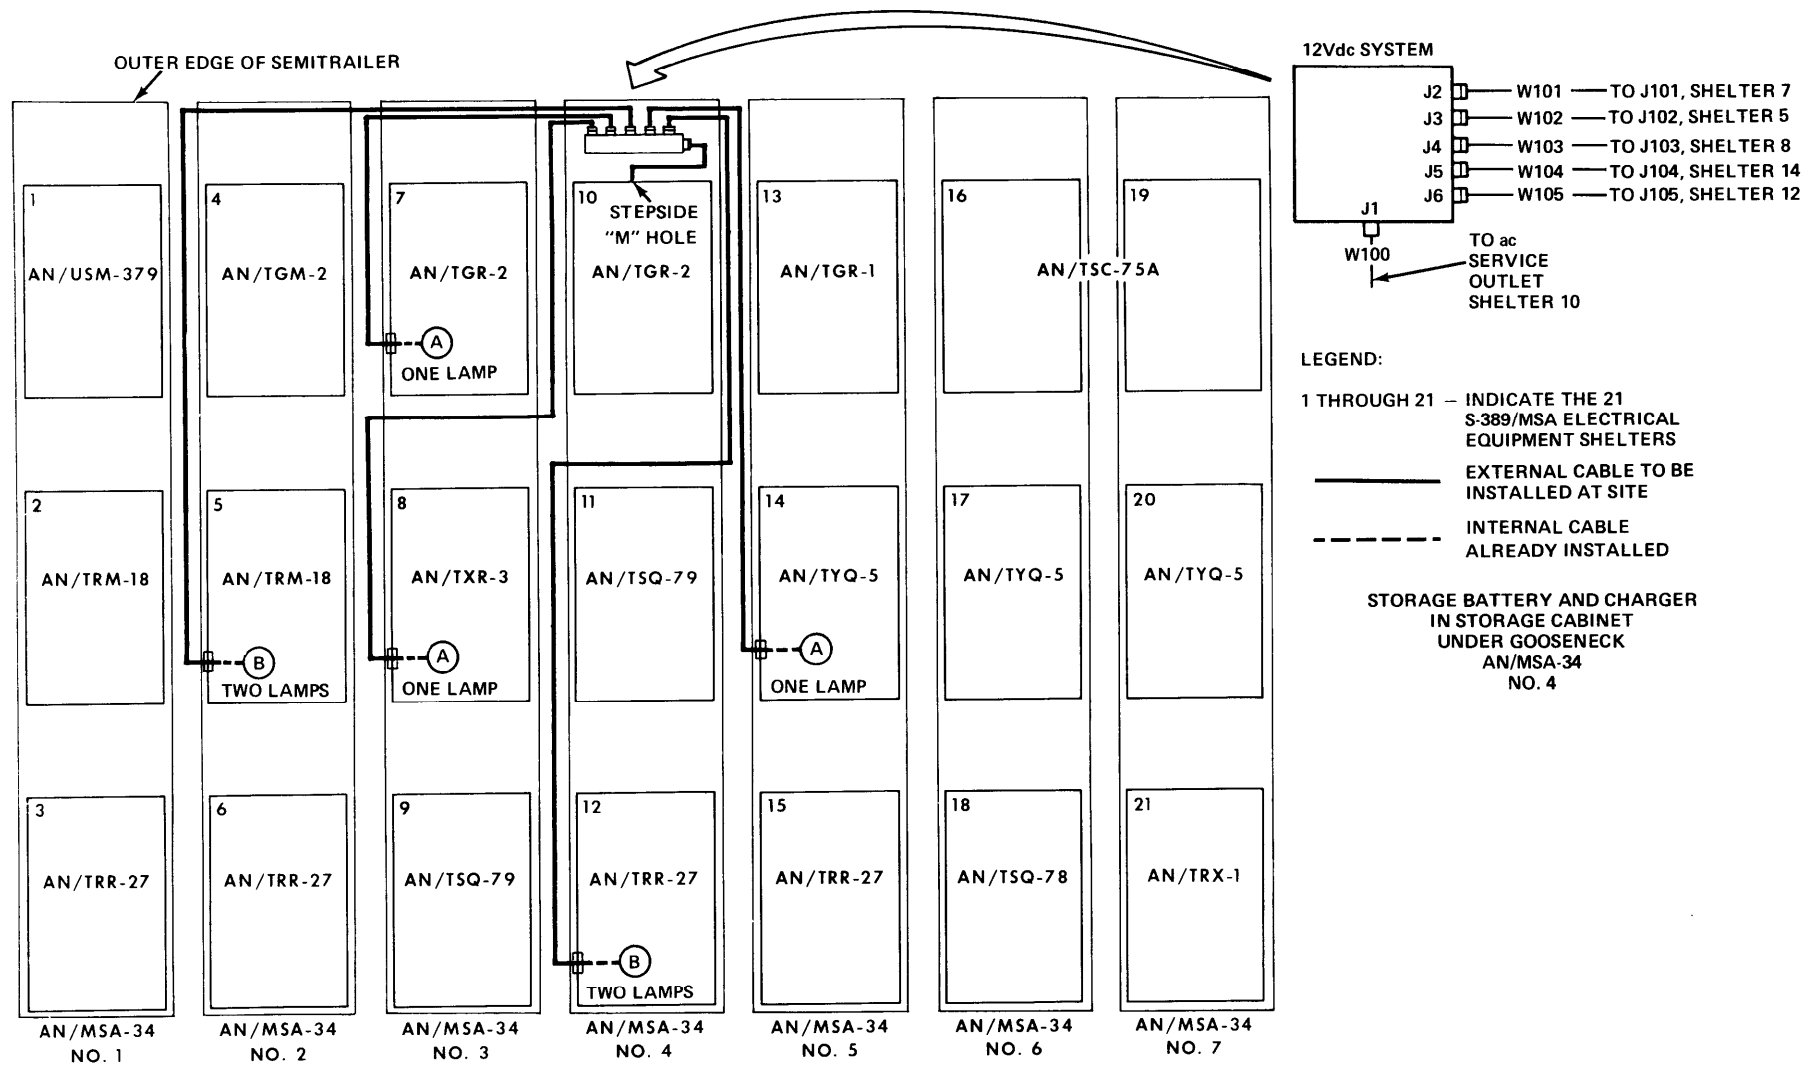 OUTER EDGE OF SEMITRAILER
1
AN/USM-379
2
AN/TRM-18
3
AN/TRR-27
AN/MSA-34
NO. 1
4
AN/TGM-2
5
AN/TRM-18
B
TWO LAMPS
6
AN/TRR-27
AN/MSA-34
NO. 2
7
AN/TGR-2
A
ONE LAMP
8
AN/TXR-3
A
ONE LAMP
9
AN/TSQ-79
AN/MSA-34
NO. 3
10
STEPSIDE
"M" HOLE
AN/TGR-2
11
AN/TSQ-79
12
AN/TRR-27
B
TWO LAMPS
AN/MSA-34
NO. 4
13
AN/TGR-1
14
AN/TYQ-5
A
ONE LAMP
15
AN/TRR-27
AN/MSA-34
NO. 5
16
19
AN/TSC-75A
17
AN/TYQ-5
18
AN/TSQ-78
AN/MSA-34
NO. 6
20
AN/TYQ-5
21
AN/TRX-1
AN/MSA-34
NO. 7
12Vdc SYSTEM
J2 W101 TO J101, SHELTER 7
J3 W102 TO J102, SHELTER 5
J4 W103 TO J103, SHELTER 8
J5 W104 TO J104, SHELTER 14
J6 W105 TO J105, SHELTER 12
J1
W100
TO ac
SERVICE
OUTLET
SHELTER 10
LEGEND:
1 THROUGH 21 — INDICATE THE 21
S-389/MSA ELECTRICAL
EQUIPMENT SHELTERS
EXTERNAL CABLE TO BE
INSTALLED AT SITE
INTERNAL CABLE
ALREADY INSTALLED
STORAGE BATTERY AND CHARGER
IN STORAGE CABINET
UNDER GOOSENECK
AN/MSA-34
NO. 4